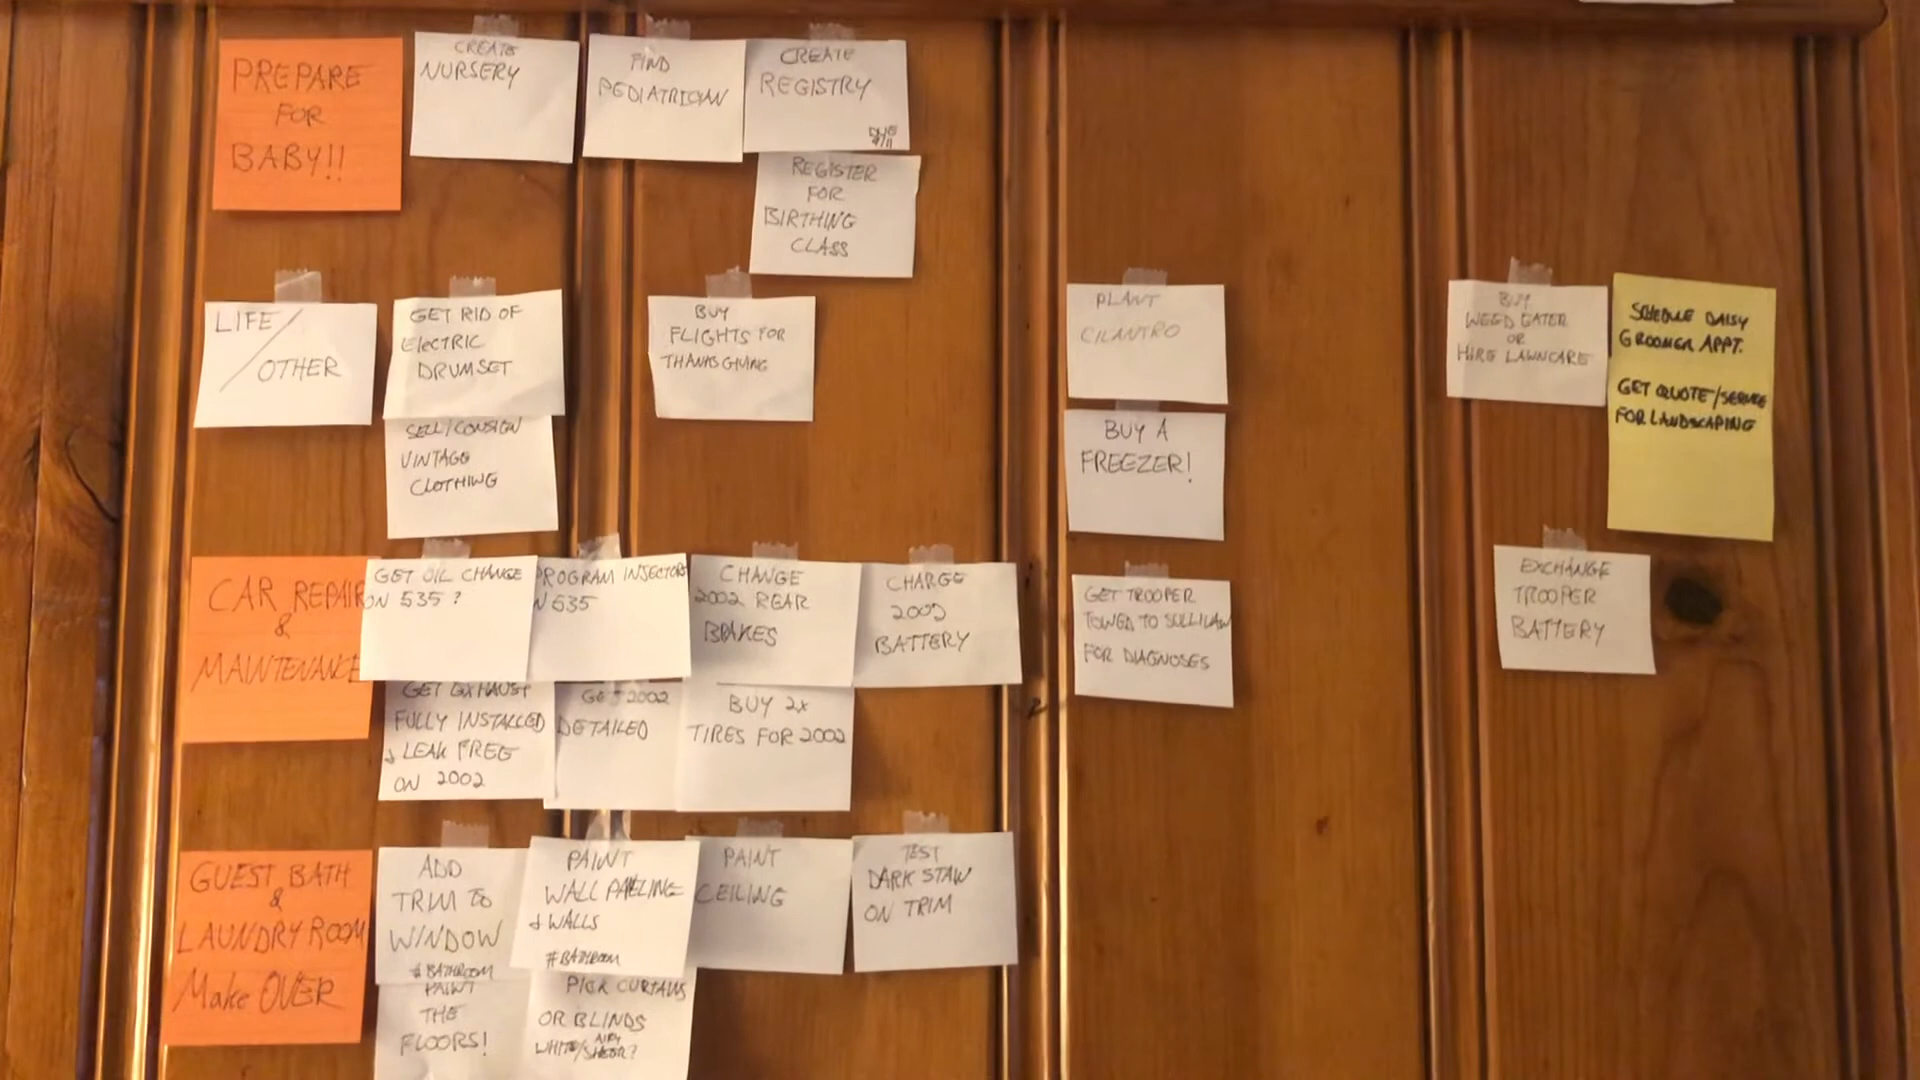 PREPARE
FOR
BABY!!
CREATE
NURSERY
FIND
PEDIATRICIAN
CREATE
REGISTRY
DUE
9/11
REGISTER
FOR
BIRTHING
CLASS
LIFE/
OTHER
GET RID OF
ElECTRIC
DRUMSET
SELL/CONSIGN
VINTAGE
CLOTHING
BUY
FLIGHTS FOR
THANKSGIVING
PLANT
CILANTRO
BUY A
FREEZER!
BUY
WEED EATER
OR
HIRE LAWNCARE
SCHEDULE DAISY
GROOMER APPT.
GET QUOTE/SERVICE
FOR LANDSCAPING
CAR REPAIR
&
MAINTENANCE
GET OIL CHANGE
ON 535?
PROGRAM INJECTORS
N 535
CHANGE
2002 REAR
BRAKES
CHARGE
2002
BATTERY
GET EXHAUST
FULLY INSTALLED
& LEAK FREE
ON 2002
GET 2002
DETAILED
BUY 2x
TIRES FOR 2002
GET TROOPER
TOWED TO
FOR DIAGNOSES
EXCHANGE
TROOPER
BATTERY
GUEST BATH
&
LAUNDRY ROOM
Make OVER
ADD
TRIM to
WINDOW
#BATHROOM
PAINT
WALL PANELING
& WALLS
#BATHROOM
PAINT
CEILING
TEST
DARK STAIN
ON TRIM
PAINT
THE
FLOORS!
PICK CURTAINS
OR BLINDS
AIRY
WHITE/SHEER?